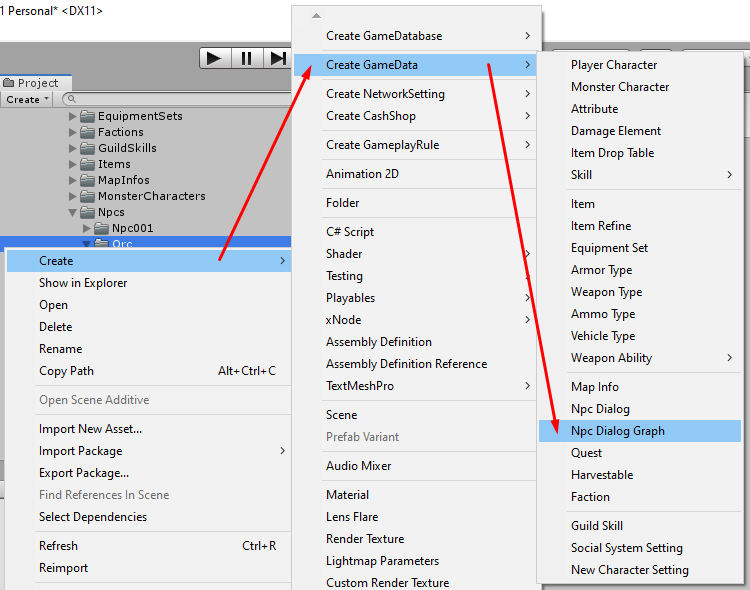 1 Personal* <DX11>
Project
Create
EquipmentSets
Factions
GuildSkills
Items
MapInfos
MonsterCharacters
Npcs
Npc001
Orc
Create
Show in Explorer
Open
Delete
Rename
Copy Path Alt+Ctrl+C
Open Scene Additive
Import New Asset...
Import Package
Export Package...
Find References In Scene
Select Dependencies
Refresh Ctrl+R
Reimport
Create GameDatabase
Create GameData
Create NetworkSetting
Create CashShop
Create GameplayRule
Animation 2D
Folder
C# Script
Shader
Testing
Playables
xNode
Assembly Definition
Assembly Definition Reference
TextMeshPro
Scene
Prefab Variant
Audio Mixer
Material
Lens Flare
Render Texture
Lightmap Parameters
Custom Render Texture
Player Character
Monster Character
Attribute
Damage Element
Item Drop Table
Skill
Item
Item Refine
Equipment Set
Armor Type
Weapon Type
Ammo Type
Vehicle Type
Weapon Ability
Map Info
Npc Dialog
Npc Dialog Graph
Quest
Harvestable
Faction
Guild Skill
Social System Setting
New Character Setting